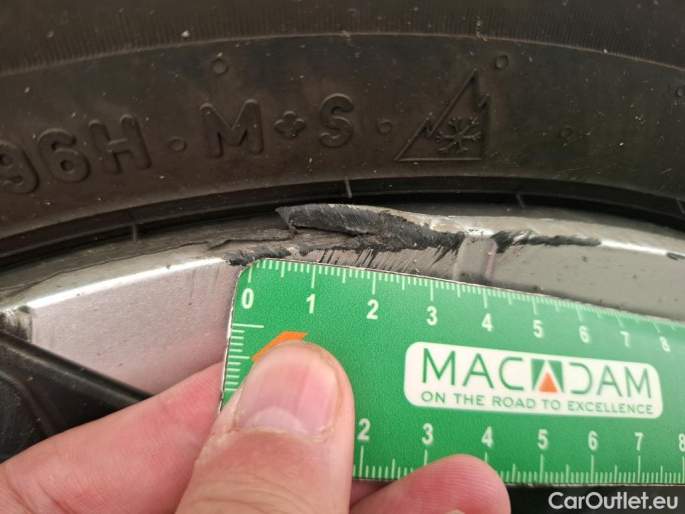 96H · M+S ·
0 1 2 3 4 5 6 7 8
MACADAM
ON THE ROAD TO EXCELLENCE
2 3 4 5 6 7 8
CarOutlet.eu